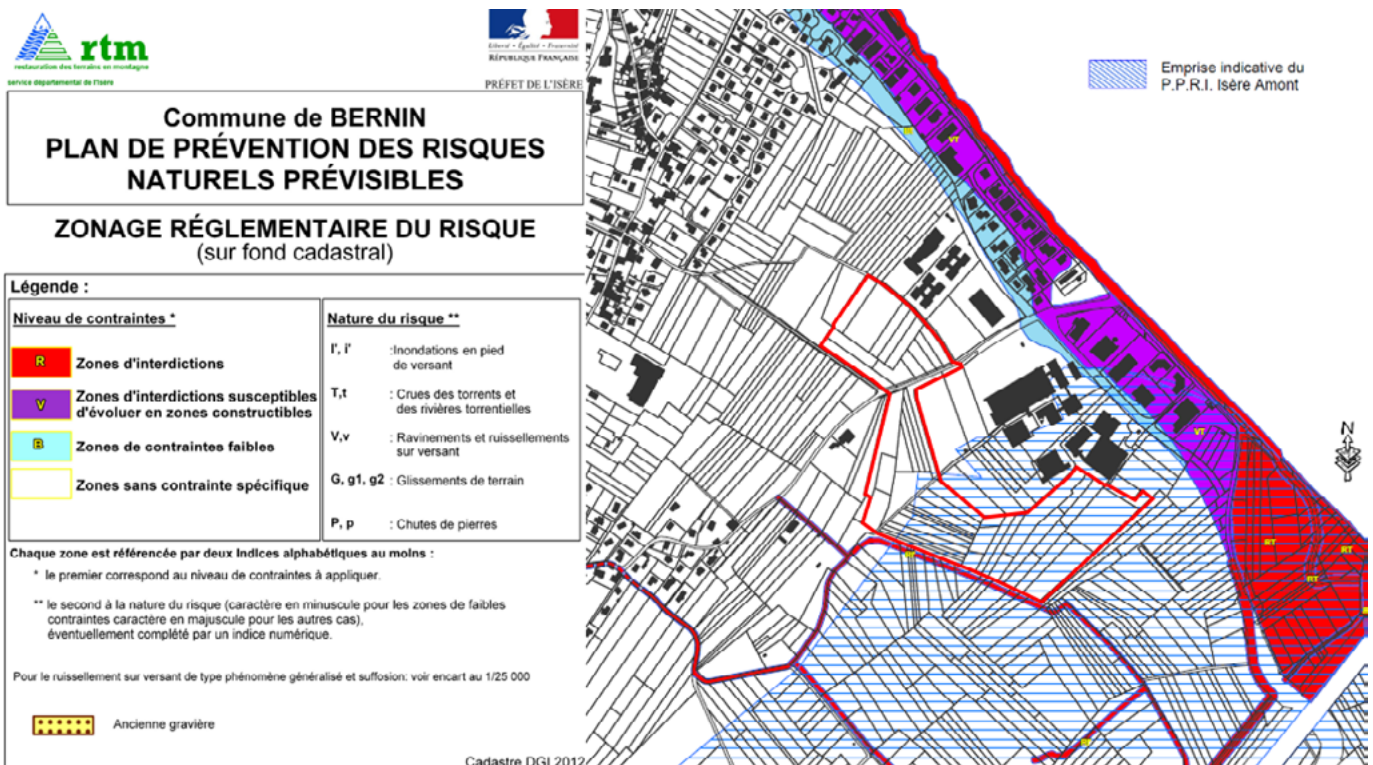 rtm
restauration des terrains en montagne
service départemental de l'Isère
Liberté • Égalité • Fraternité
RÉPUBLIQUE FRANÇAISE
PRÉFET DE L'ISÈRE
Commune de BERNIN
PLAN DE PRÉVENTION DES RISQUES
NATURELS PRÉVISIBLES
ZONAGE RÉGLEMENTAIRE DU RISQUE
(sur fond cadastral)
Légende :
Niveau de contraintes *
R Zones d'interdictions
V Zones d'interdictions susceptibles
d'évoluer en zones constructibles
B Zones de contraintes faibles
Zones sans contrainte spécifique
Nature du risque **
I', i' :Inondations en pied
de versant
T,t : Crues des torrents et
des rivières torrentielles
V,v : Ravinements et ruissellements
sur versant
G, g1, g2 : Glissements de terrain
P, p : Chutes de pierres
Chaque zone est référencée par deux indices alphabétiques au moins :
* le premier correspond au niveau de contraintes à appliquer.
** le second à la nature du risque (caractère en minuscule pour les zones de faibles
contraintes caractère en majuscule pour les autres cas),
éventuellement complété par un indice numérique.
Pour le ruissellement sur versant de type phénomène généralisé et suffosion: voir encart au 1/25 000
Ancienne gravière
Cadastre DGI 2012
Emprise indicative du
P.P.R.I. Isère Amont
VT
N
VT
RT
RT
RT
RT